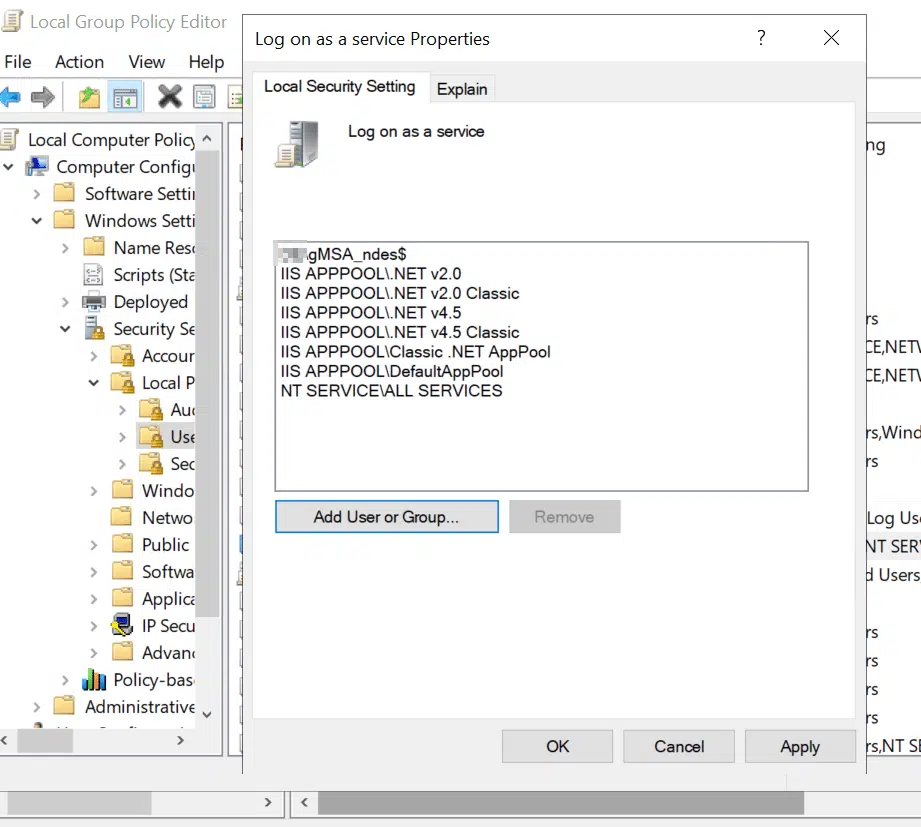 Local Group Policy Editor
File Action View Help
Local Computer Policy
Computer Configu
Software Settin
Windows Setti
Name Reso
Scripts (Sta
Deployed
Security Se
Accour
Local P
Auc
Use
Sec
Windo
Netwo
Public
Softwa
Applica
IP Secu
Advan
Policy-bas
Administrative
Log on as a service Properties
?
Local Security Setting
Explain
Log on as a service
gMSA_ndes$
IIS APPPOOL\.NET v2.0
IIS APPPOOL\.NET v2.0 Classic
IIS APPPOOL\.NET v4.5
IIS APPPOOL\.NET v4.5 Classic
IIS APPPOOL\Classic .NET AppPool
IIS APPPOOL\DefaultAppPool
NT SERVICE\ALL SERVICES
Add User or Group...
Remove
OK
Cancel
Apply
ng
rs
CE,NETW
CE,NETW
rs,Wind
rs
Log Use
NT SERV
d Users,
rs
rs
rs
rs
rs,NT SE